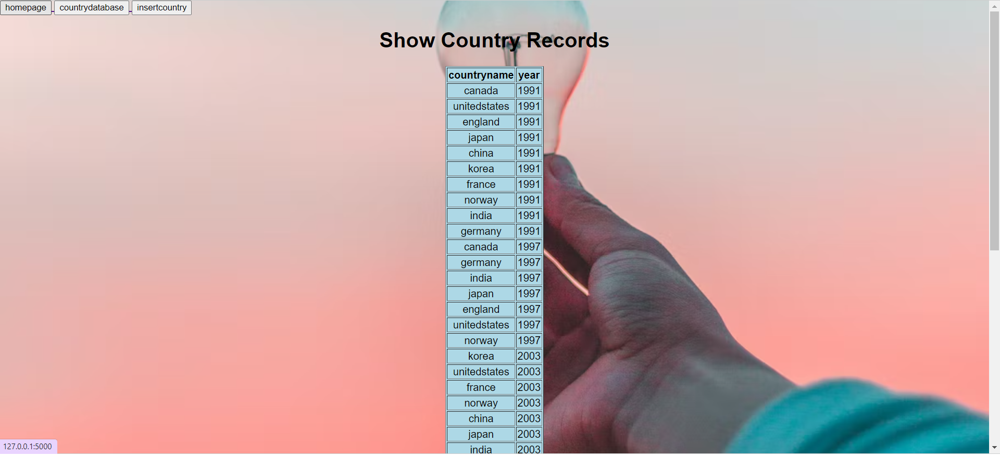 homepage countrydatabase insertcountry
Show Country Records
countryname year
canada 1991
unitedstates 1991
england 1991
japan 1991
china 1991
korea 1991
france 1991
norway 1991
india 1991
germany 1991
canada 1997
germany 1997
india 1997
japan 1997
england 1997
unitedstates 1997
norway 1997
korea 2003
unitedstates 2003
france 2003
norway 2003
china 2003
japan 2003
india 2003
127.0.0.1:5000